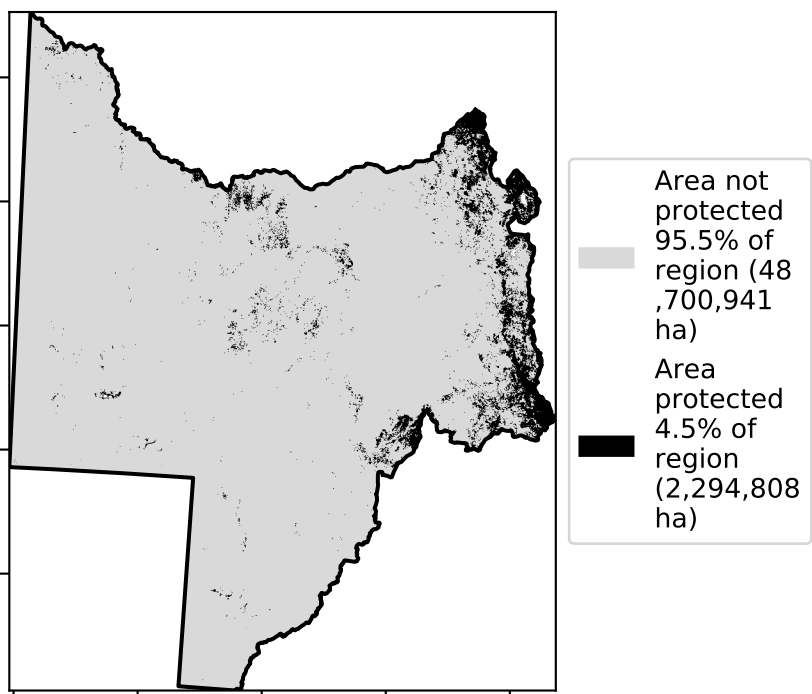 Area not
protected
95.5% of
region (48
,700,941
ha)
Area
protected
4.5% of
region
(2,294,808
ha)